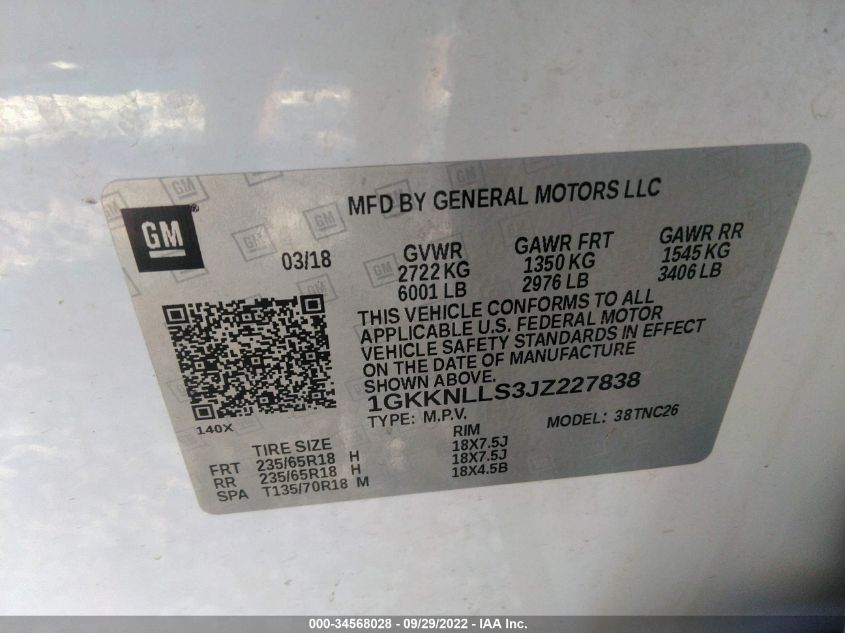 MFD BY GENERAL MOTORS LLC
GM
03/18
GVWR
2722 KG
6001 LB
GAWR FRT
1350 KG
2976 LB
GAWR RR
1545 KG
3406 LB
THIS VEHICLE CONFORMS TO ALL
APPLICABLE U.S. FEDERAL MOTOR
VEHICLE SAFETY STANDARDS IN EFFECT
ON THE DATE OF MANUFACTURE
SHOWN ABOVE.
1GKKNLLS3JZ227838
TYPE: M.P.V. MODEL: 38TNC26
140X
TIRE SIZE RIM
FRT 235/65R18 H 18X7.5J
RR 235/65R18 H 18X7.5J
SPA T135/70R18 M 18X4.5B
000-34568028 - 09/29/2022 - IAA Inc.